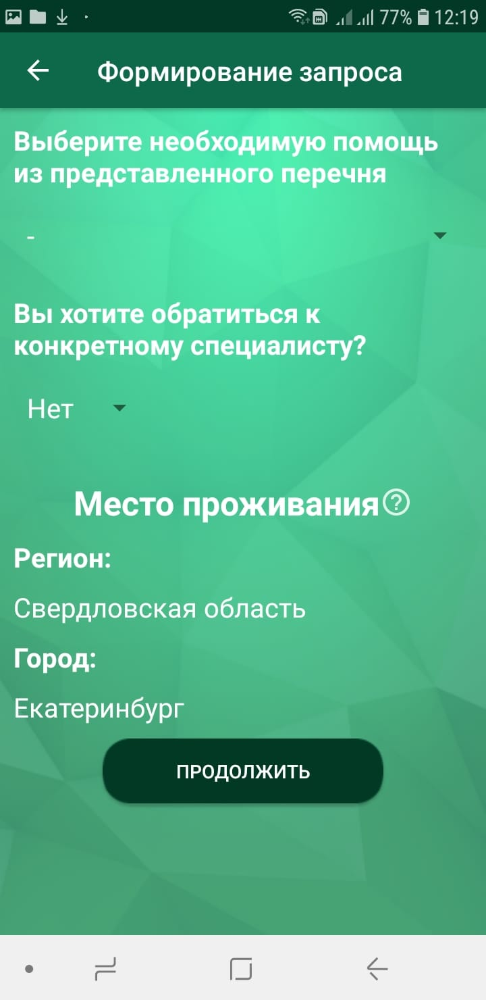 77% 12:19
Формирование запроса
Выберите необходимую помощь
из представленного перечня
-
Вы хотите обратиться к
конкретному специалисту?
Нет
Место проживания?
Регион:
Свердловская область
Город:
Екатеринбург
ПРОДОЛЖИТЬ